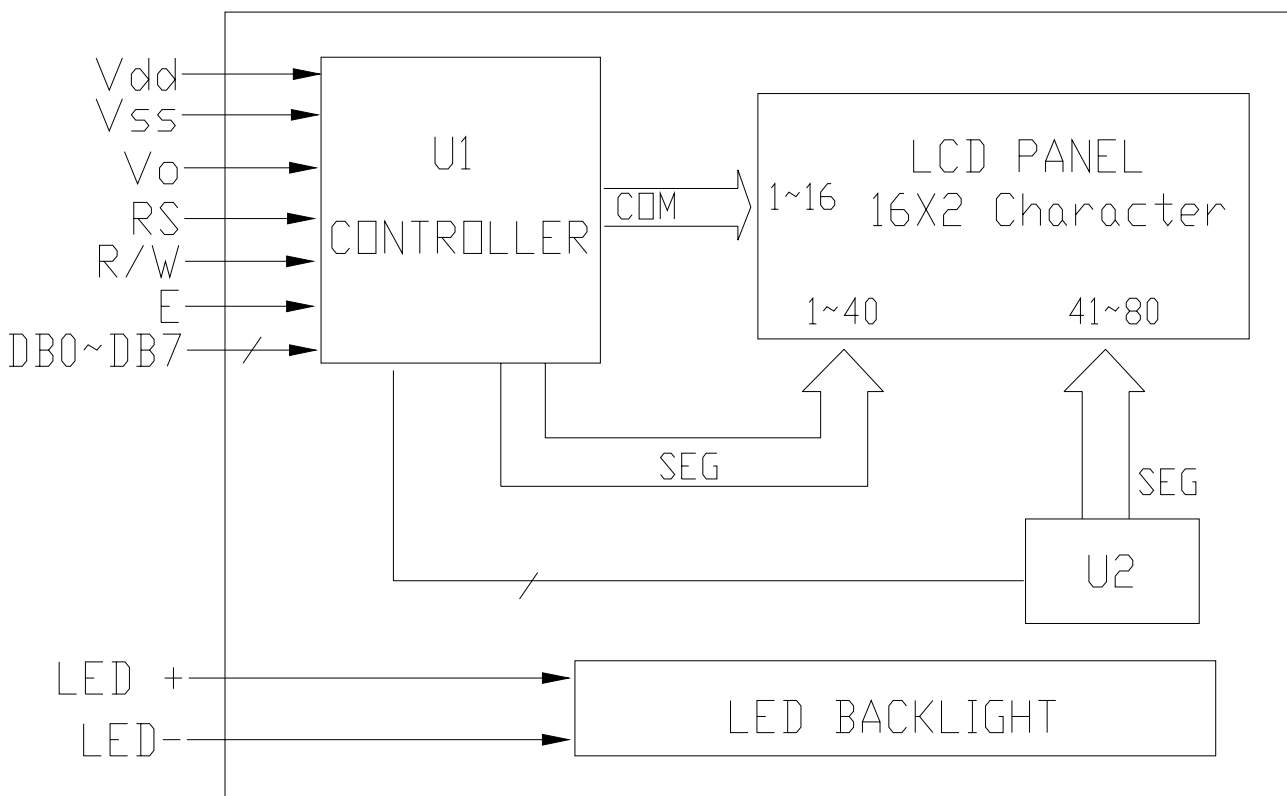 Vdd
Vss
Vo
RS
R/W
E
DB0~DB7
U1
CONTROLLER
COM
LCD PANEL
1~16
16X2 Character
1~40
41~80
SEG
SEG
U2
LED +
LED-
LED BACKLIGHT